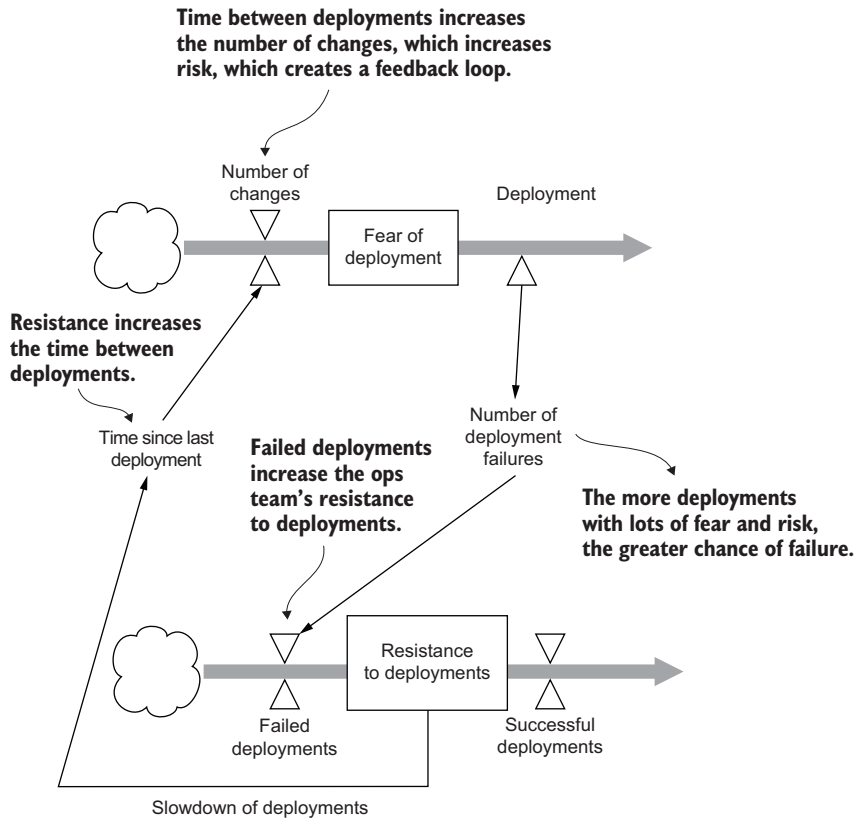 Time between deployments increases
the number of changes, which increases
risk, which creates a feedback loop.
Number of
changes
Deployment
Fear of
deployment
Resistance increases
the time between
deployments.
Time since last
deployment
Failed deployments
increase the ops
team’s resistance
to deployments.
Number of
deployment
failures
The more deployments
with lots of fear and risk,
the greater chance of failure.
Resistance
to deployments
Failed
deployments
Successful
deployments
Slowdown of deployments